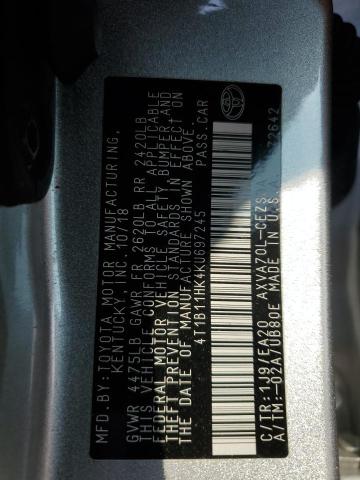 MFD.BY:TOYOTA MOTOR MANUFACTURING,
KENTUCKY, INC. 10/18
GVWR 4475LB GAWR FR 2620LB RR 2420LB
THIS VEHICLE CONFORMS TO ALL APPLICABLE
FEDERAL MOTOR VEHICLE SAFETY, BUMPER, AND
THEFT PREVENTION STANDARDS IN EFFECT ON
THE DATE OF MANUFACTURE SHOWN ABOVE.
4T1B11HK4KU697245 PASS.CAR
72642
C/TR:1J9/EA20 AXVA70L-CEZS
A/TM:-02A/UB80E MADE IN U.S.